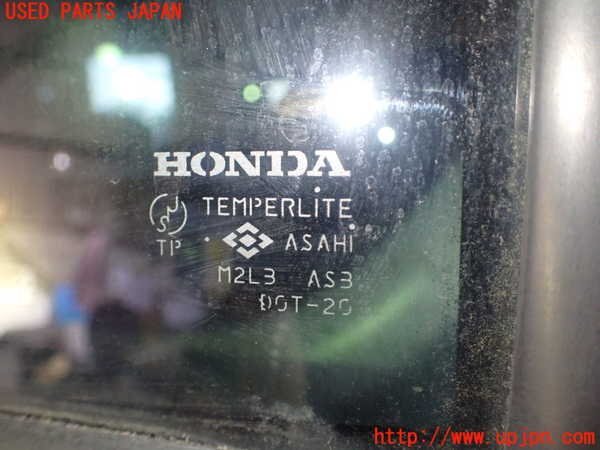 USED PARTS JAPAN
HONDA
TEMPERLITE
TP · ASAHI
M2L3 AS3
DOT-20
http://www.upjpn.com